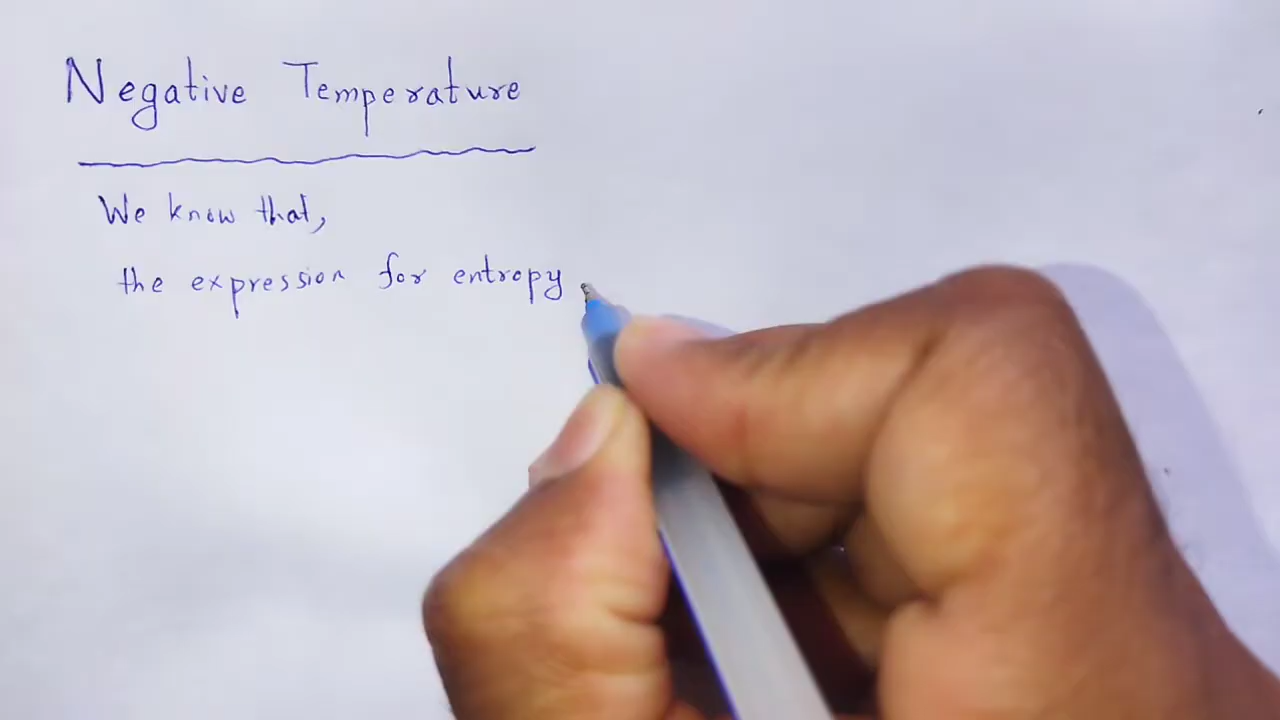 Negative Temperature
We know that,
the expression for entropy